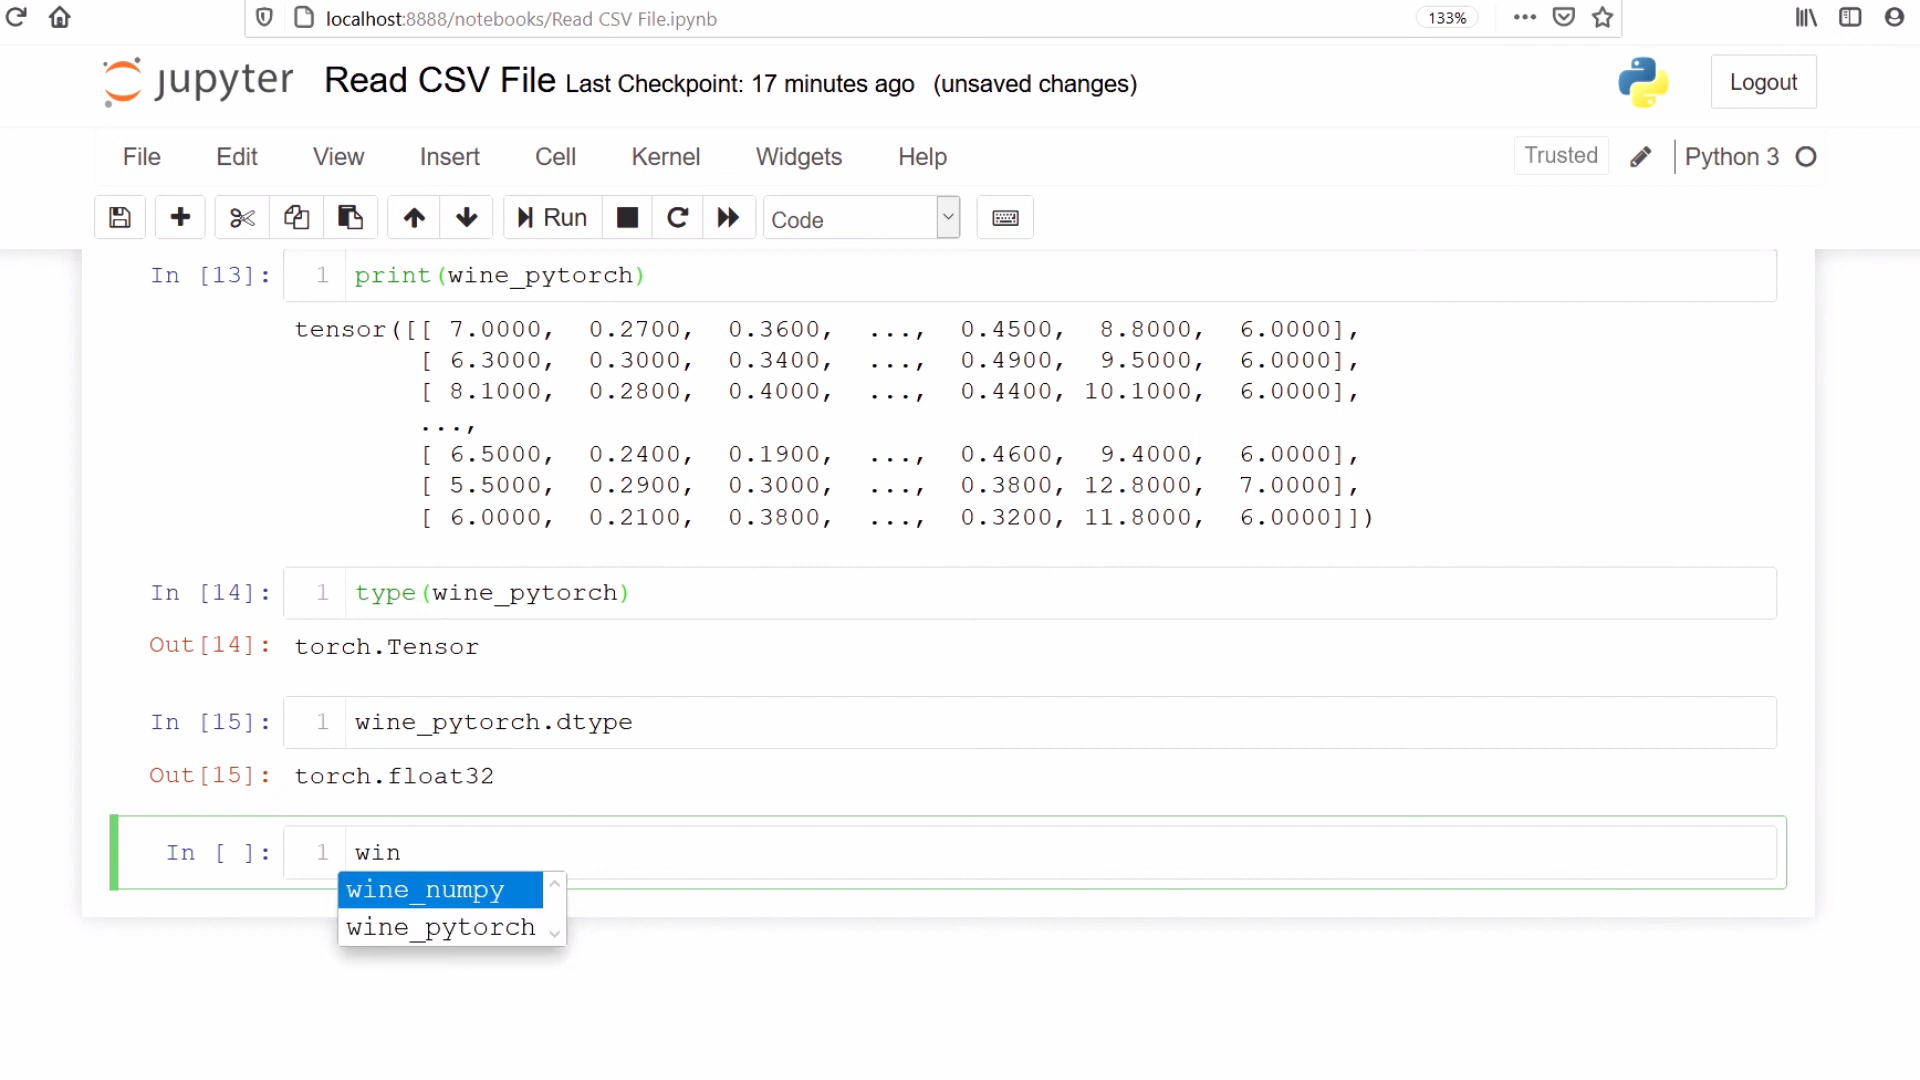 localhost:8888/notebooks/Read CSV File.ipynb 133%
jupyter Read CSV File Last Checkpoint: 17 minutes ago (unsaved changes) Logout
File Edit View Insert Cell Kernel Widgets Help Trusted Python 3
Run Code
In [13]: 1 print(wine_pytorch)
tensor([[ 7.0000, 0.2700, 0.3600, ..., 0.4500, 8.8000, 6.0000],
[ 6.3000, 0.3000, 0.3400, ..., 0.4900, 9.5000, 6.0000],
[ 8.1000, 0.2800, 0.4000, ..., 0.4400, 10.1000, 6.0000],
...,
[ 6.5000, 0.2400, 0.1900, ..., 0.4600, 9.4000, 6.0000],
[ 5.5000, 0.2900, 0.3000, ..., 0.3800, 12.8000, 7.0000],
[ 6.0000, 0.2100, 0.3800, ..., 0.3200, 11.8000, 6.0000]])
In [14]: 1 type(wine_pytorch)
Out[14]: torch.Tensor
In [15]: 1 wine_pytorch.dtype
Out[15]: torch.float32
In [ ]: 1 win
wine_numpy
wine_pytorch